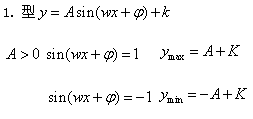 1. 型 y = A sin(wx + φ) + k
A > 0 sin(wx + φ) = 1 y_max = A + K
sin(wx + φ) = −1 y_min = −A + K